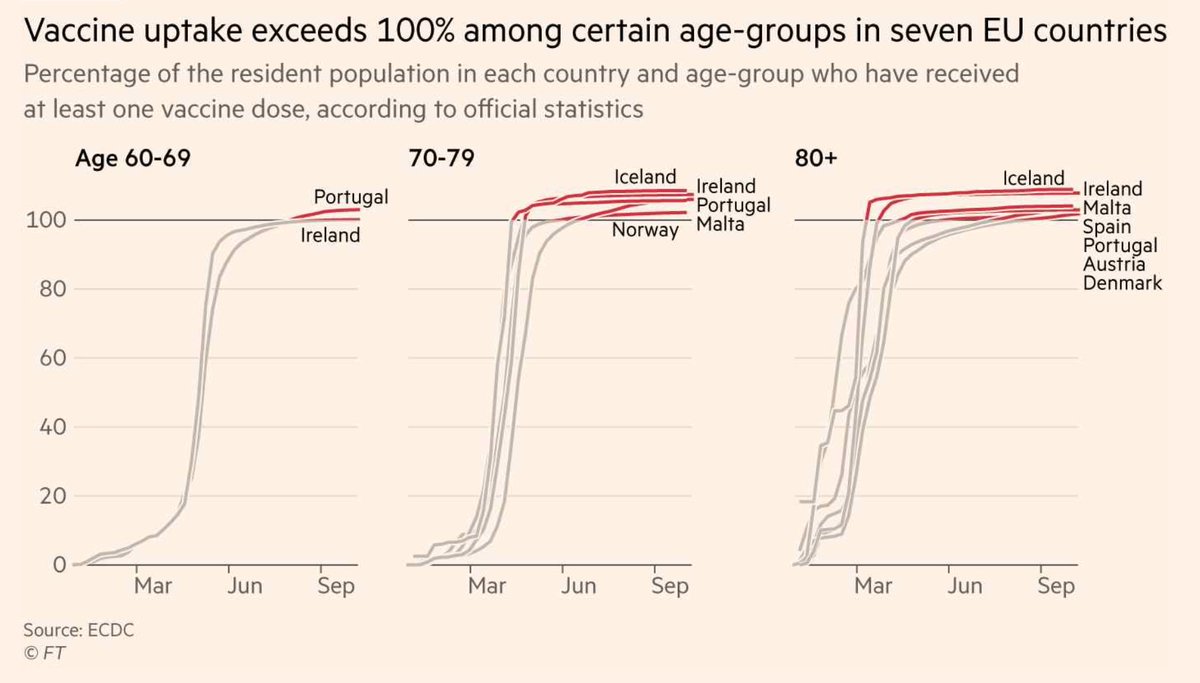 Vaccine uptake exceeds 100% among certain age-groups in seven EU countries
Percentage of the resident population in each country and age-group who have received
at least one vaccine dose, according to official statistics
Age 60-69
Portugal
Ireland
100
80
60
40
20
0
Mar
Jun
Sep
70-79
Iceland
Ireland
Portugal
Malta
Norway
Mar
Jun
Sep
80+
Iceland
Ireland
Malta
Spain
Portugal
Austria
Denmark
Mar
Jun
Sep
Source: ECDC
© FT